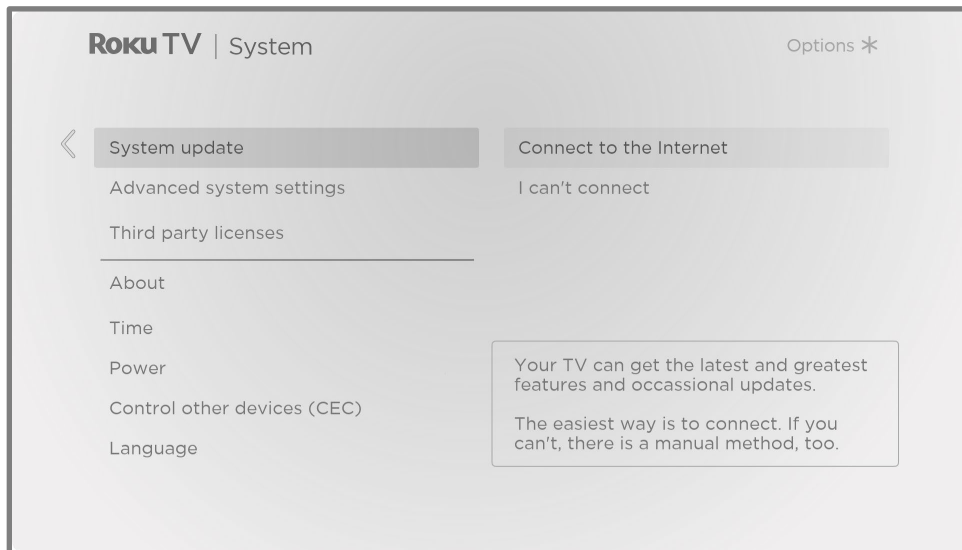 Roku TV | System
Options *
System update
Advanced system settings
Third party licenses
About
Time
Power
Control other devices (CEC)
Language
Connect to the Internet
I can't connect
Your TV can get the latest and greatest
features and occassional updates.
The easiest way is to connect. If you
can't, there is a manual method, too.